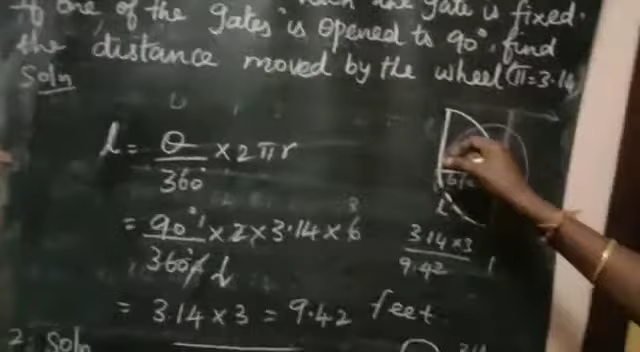 If one of the gates is opened to 90°, find
the distance moved by the wheel (π = 3.14)
Soln
l = θ/360° × 2πr
= 90°/360° × 2 × 3.14 × 6
3.14 × 3
9.42
= 3.14 × 3 = 9.42 feet
2. Soln